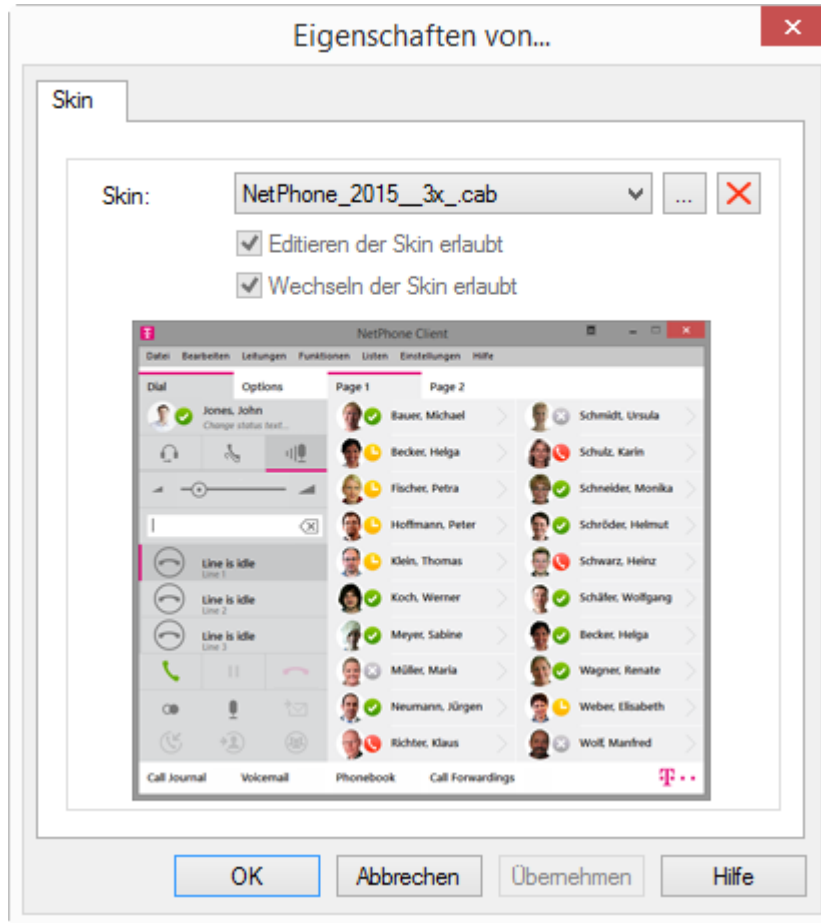 Eigenschaften von...
Skin
Skin: NetPhone_2015__3x_.cab ...
Editieren der Skin erlaubt
Wechseln der Skin erlaubt
NetPhone Client
Datei Bearbeiten Leitungen Funktionen Listen Einstellungen Hilfe
Dial Options Page 1 Page 2
Jones, John
Change status text...
Bauer, Michael Schmidt, Ursula
Becker, Helga Schulz, Karin
Fischer, Petra Schneider, Monika
Hoffmann, Peter Schröder, Helmut
Line is idle
Line 1
Klein, Thomas Schwarz, Heinz
Line is idle
Line 2
Koch, Werner Schäfer, Wolfgang
Line is idle
Line 3
Meyer, Sabine Becker, Helga
Müller, Maria Wagner, Renate
Neumann, Jürgen Weber, Elisabeth
Richter, Klaus Wolf, Manfred
Call Journal Voicemail Phonebook Call Forwardings T
OK Abbrechen Übernehmen Hilfe